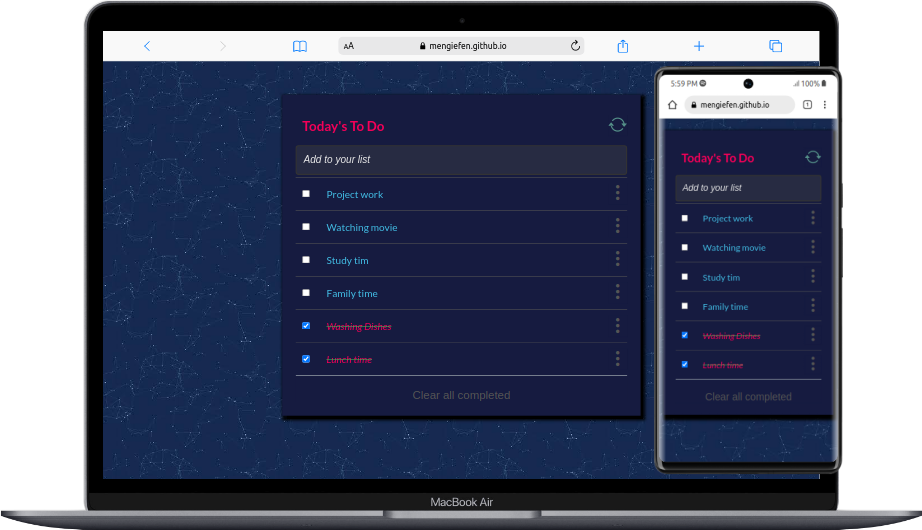 AA mengiefen.github.io
Today's To Do
Add to your list
Project work
Watching movie
Study tim
Family time
Washing Dishes
Lunch time
Clear all completed
MacBook Air
5:59 PM 100%
mengiefen.github.io 1
Today's To Do
Add to your list
Project work
Watching movie
Study tim
Family time
Washing Dishes
Lunch time
Clear all completed